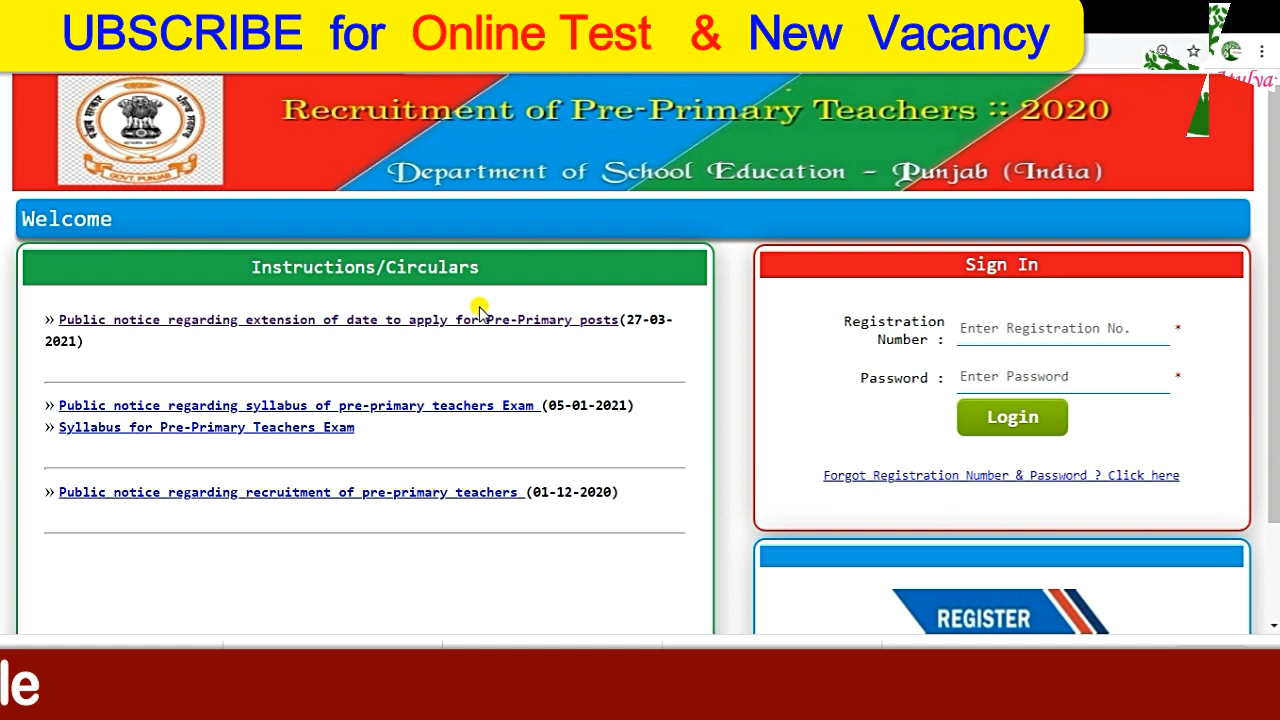 UBSCRIBE for Online Test & New Vacancy
Recruitment of Pre-Primary Teachers :: 2020
Department of School Education - Punjab (India)
GOVT. PUNJAB
Welcome
Instructions/Circulars
» Public notice regarding extension of date to apply for Pre-Primary posts(27-03-
2021)
» Public notice regarding syllabus of pre-primary teachers Exam (05-01-2021)
» Syllabus for Pre-Primary Teachers Exam
» Public notice regarding recruitment of pre-primary teachers (01-12-2020)
Sign In
Registration
Number :
Enter Registration No. *
Password : Enter Password *
Login
Forgot Registration Number & Password ? Click here
REGISTER
le